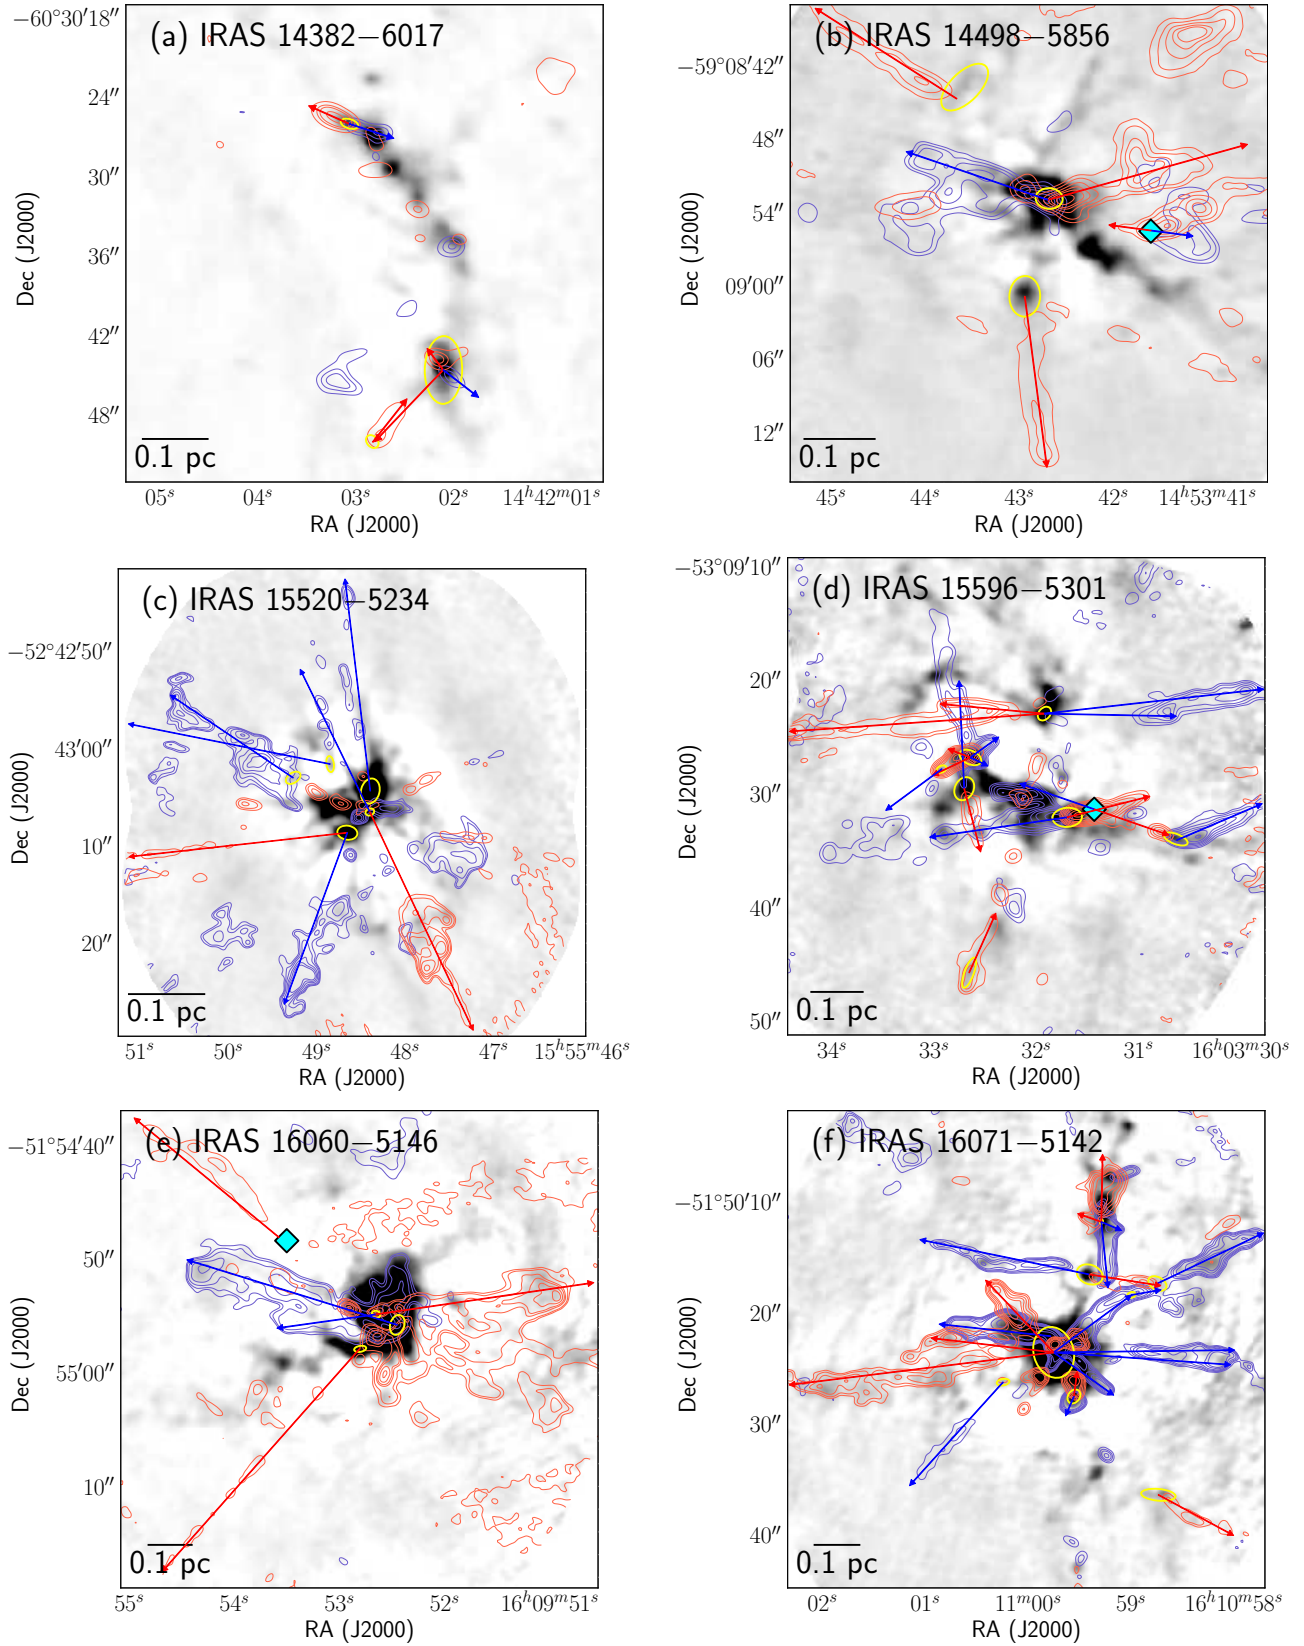 (a) IRAS 14382−6017
−60°30′18″
24″
30″
36″
42″
48″
Dec (J2000)
0.1 pc
05ˢ 04ˢ 03ˢ 02ˢ 14ʰ42ᵐ01ˢ
RA (J2000)
(b) IRAS 14498−5856
−59°08′42″
48″
54″
09′00″
06″
12″
Dec (J2000)
0.1 pc
45ˢ 44ˢ 43ˢ 42ˢ 14ʰ53ᵐ41ˢ
RA (J2000)
(c) IRAS 15520−5234
−52°42′50″
43′00″
10″
20″
Dec (J2000)
0.1 pc
51ˢ 50ˢ 49ˢ 48ˢ 47ˢ 15ʰ55ᵐ46ˢ
RA (J2000)
(d) IRAS 15596−5301
−53°09′10″
20″
30″
40″
50″
Dec (J2000)
0.1 pc
34ˢ 33ˢ 32ˢ 31ˢ 16ʰ03ᵐ30ˢ
RA (J2000)
(e) IRAS 16060−5146
−51°54′40″
50″
55′00″
10″
Dec (J2000)
0.1 pc
55ˢ 54ˢ 53ˢ 52ˢ 16ʰ09ᵐ51ˢ
RA (J2000)
(f) IRAS 16071−5142
−51°50′10″
20″
30″
40″
Dec (J2000)
0.1 pc
02ˢ 01ˢ 11ᵐ00ˢ 59ˢ 16ʰ10ᵐ58ˢ
RA (J2000)